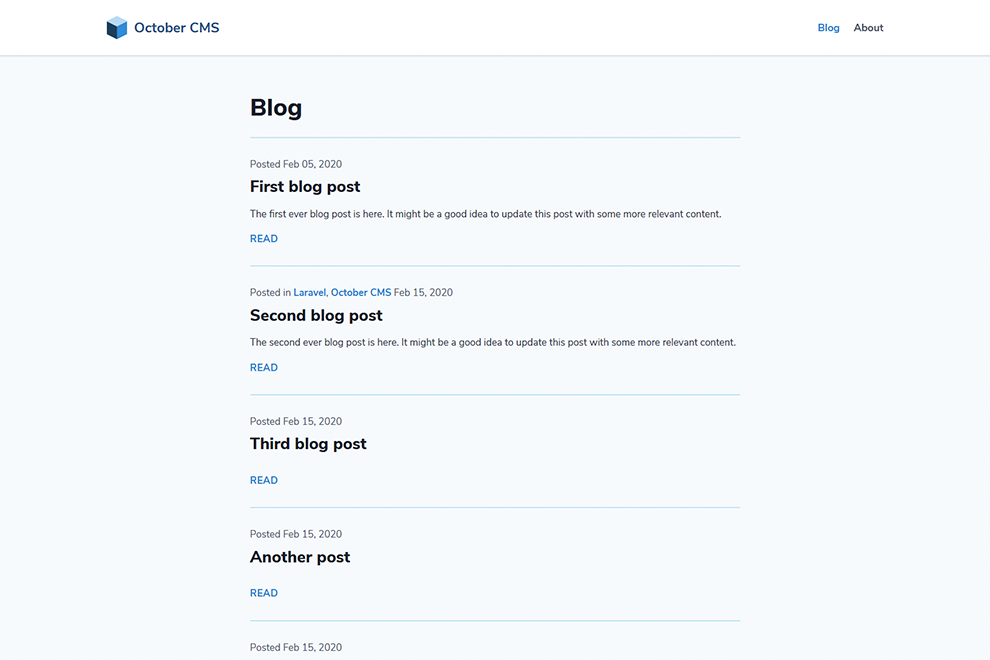 October CMS
Blog About
Blog
Posted Feb 05, 2020
First blog post
The first ever blog post is here. It might be a good idea to update this post with some more relevant content.
READ
Posted in Laravel, October CMS Feb 15, 2020
Second blog post
The second ever blog post is here. It might be a good idea to update this post with some more relevant content.
READ
Posted Feb 15, 2020
Third blog post
READ
Posted Feb 15, 2020
Another post
READ
Posted Feb 15, 2020